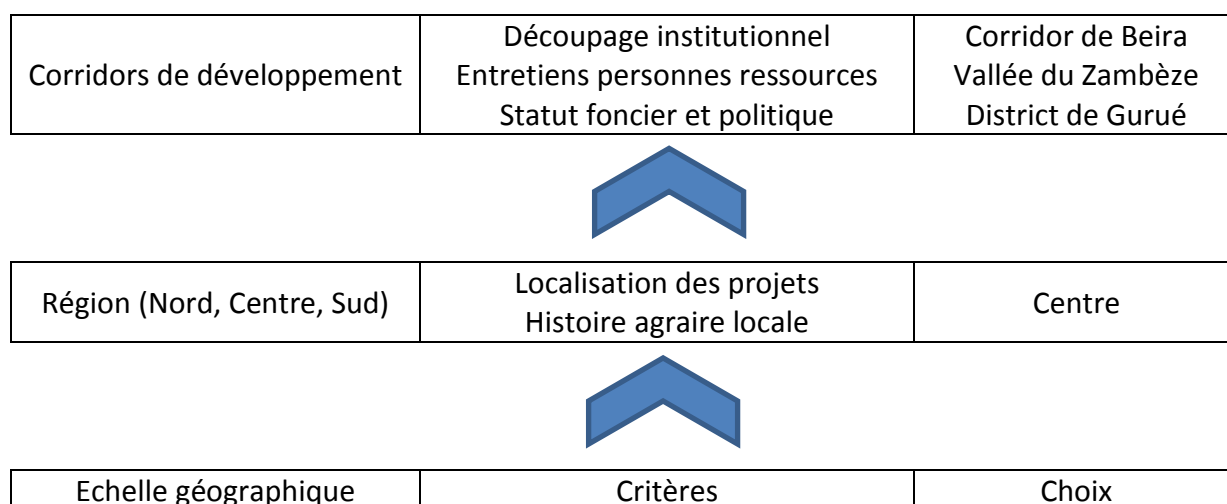 Corridors de développement
Découpage institutionnel
Entretiens personnes ressources
Statut foncier et politique
Corridor de Beira
Vallée du Zambèze
District de Gurué
Région (Nord, Centre, Sud)
Localisation des projets
Histoire agraire locale
Centre
Echelle géographique
Critères
Choix